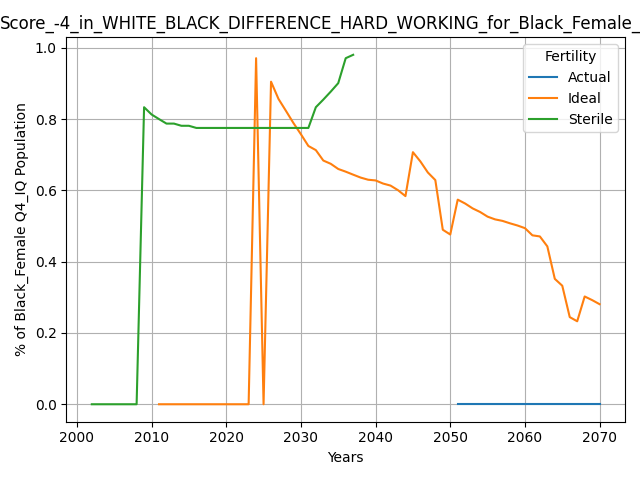 Score_-4_in_WHITE_BLACK_DIFFERENCE_HARD_WORKING_for_Black_Female_
Fertility
Actual
Ideal
Sterile
% of Black_Female Q4_IQ Population
1.0
0.8
0.6
0.4
0.2
0.0
2000 2010 2020 2030 2040 2050 2060 2070
Years